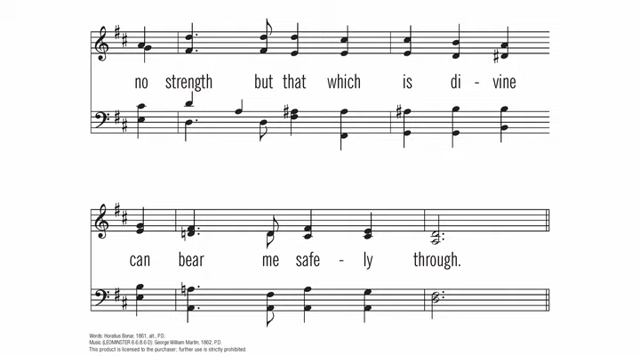 no strength but that which is di - vine
can bear me safe - ly through.
Words: Horatius Bonar, 1861, alt., P.D.
Music (LEOMINSTER 6.6.8.6 D): George William Martin, 1862, P.D.
This product is licensed to the purchaser; further use is strictly prohibited.